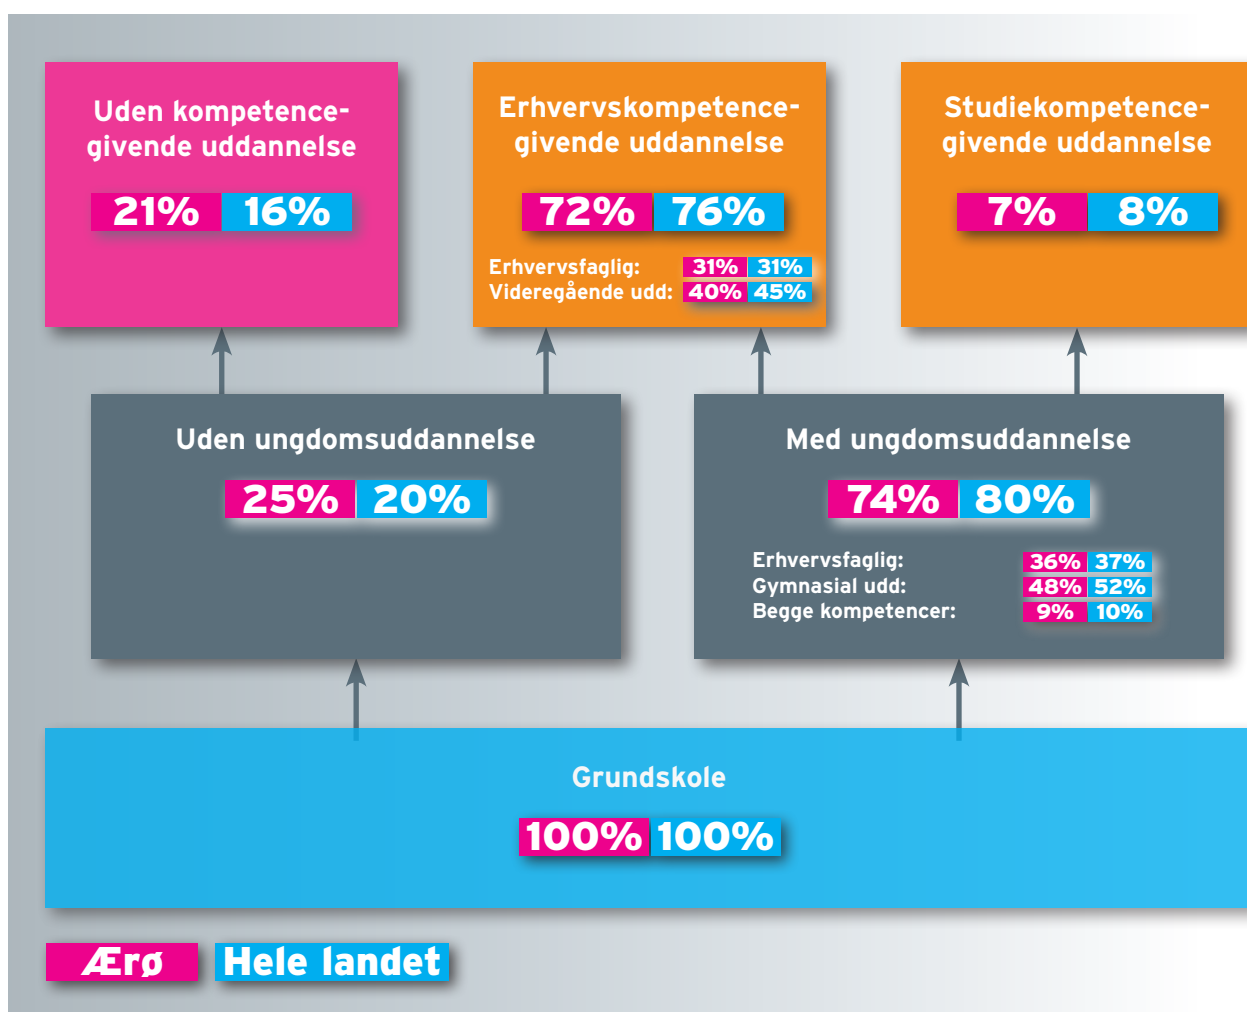 Uden kompetence-
givende uddannelse
21% 16%
Erhvervskompetence-
givende uddannelse
72% 76%
Erhvervsfaglig: 31% 31%
Videregående udd: 40% 45%
Studiekompetence-
givende uddannelse
7% 8%
Uden ungdomsuddannelse
25% 20%
Med ungdomsuddannelse
74% 80%
Erhvervsfaglig: 36% 37%
Gymnasial udd: 48% 52%
Begge kompetencer: 9% 10%
Grundskole
100% 100%
Ærø Hele landet